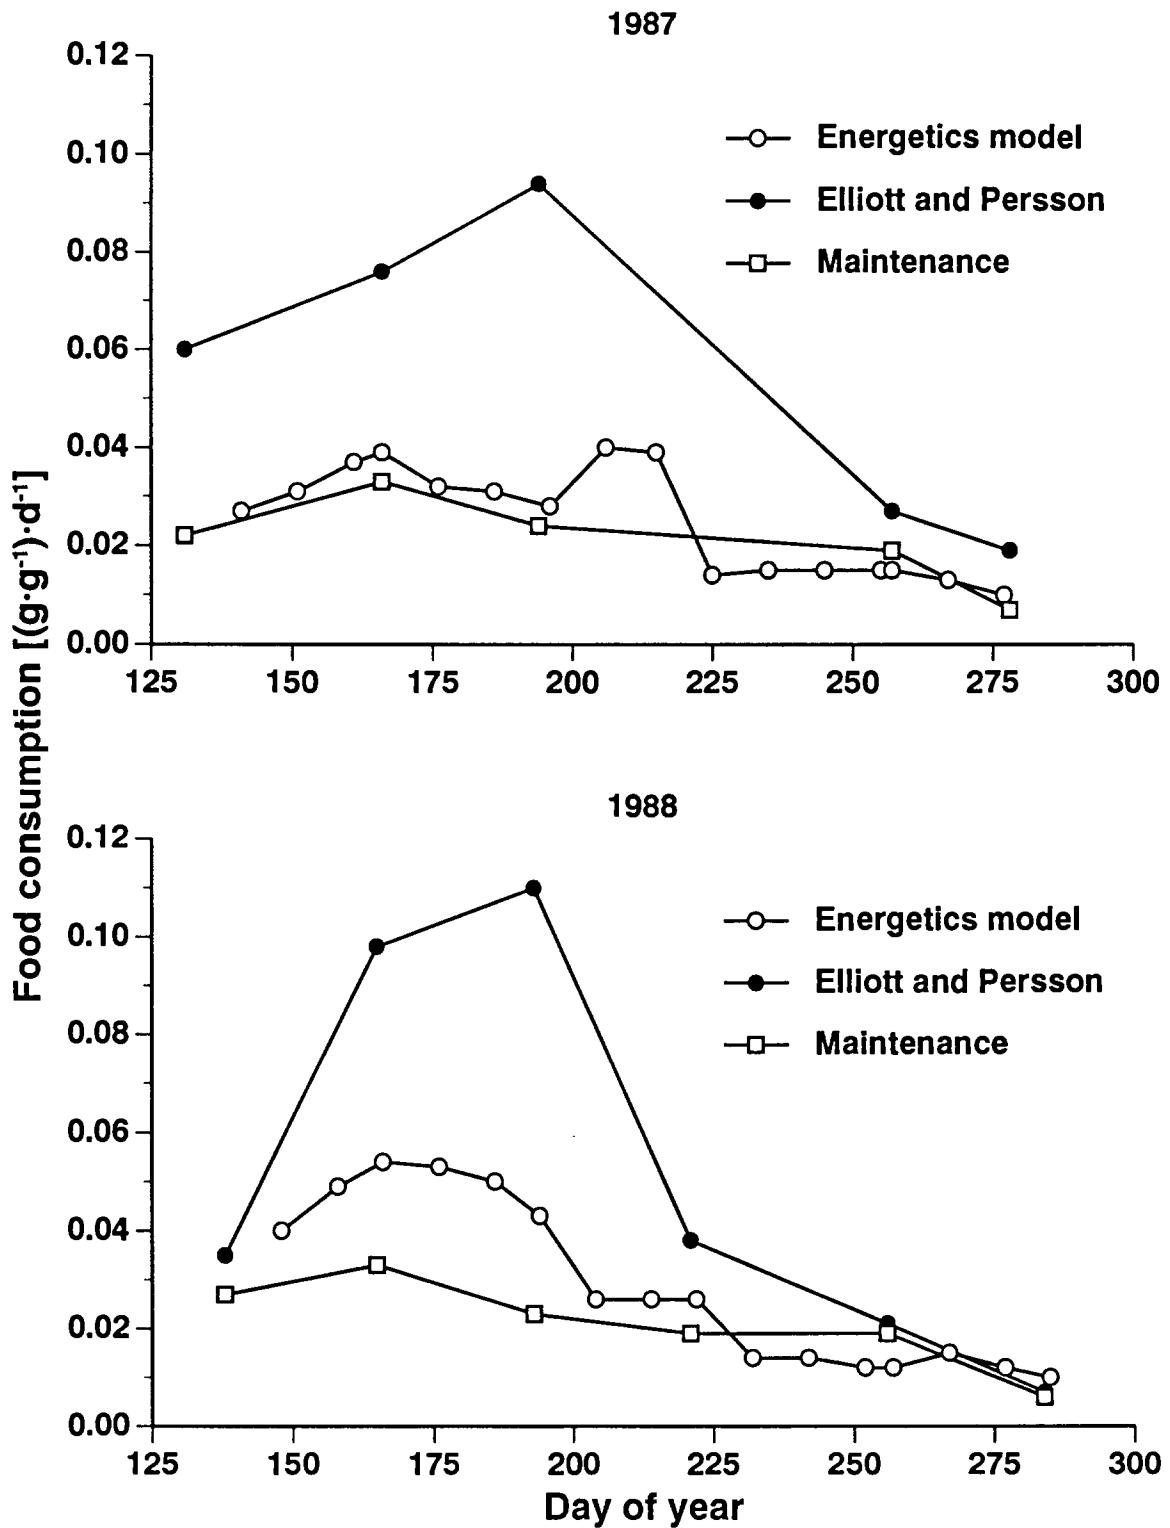 1987
0.12
0.10
0.08
0.06
0.04
0.02
0.00
125 150 175 200 225 250 275 300
Energetics model
Elliott and Persson
Maintenance
Food consumption [(g·g⁻¹)·d⁻¹]
1988
0.12
0.10
0.08
0.06
0.04
0.02
0.00
125 150 175 200 225 250 275 300
Energetics model
Elliott and Persson
Maintenance
Day of year